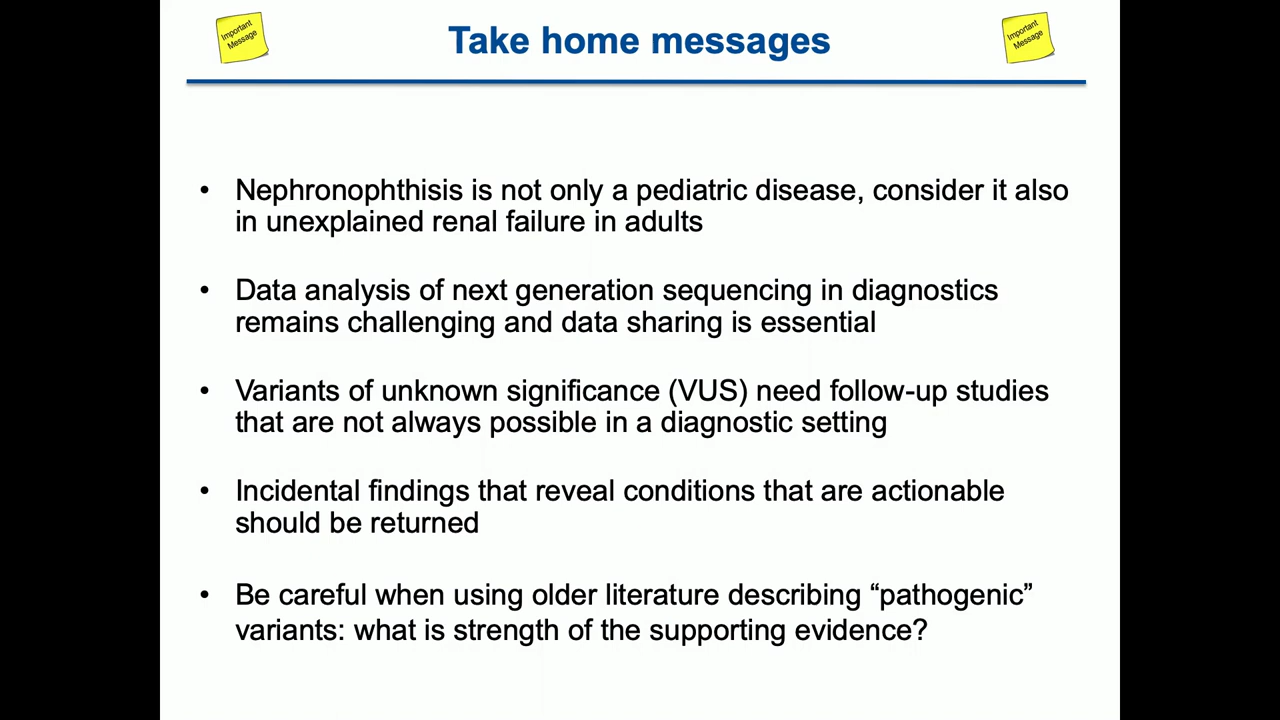 Important
Message
Take home messages
Important
Message
• Nephronophthisis is not only a pediatric disease, consider it also
in unexplained renal failure in adults
• Data analysis of next generation sequencing in diagnostics
remains challenging and data sharing is essential
• Variants of unknown significance (VUS) need follow-up studies
that are not always possible in a diagnostic setting
• Incidental findings that reveal conditions that are actionable
should be returned
• Be careful when using older literature describing “pathogenic”
variants: what is strength of the supporting evidence?